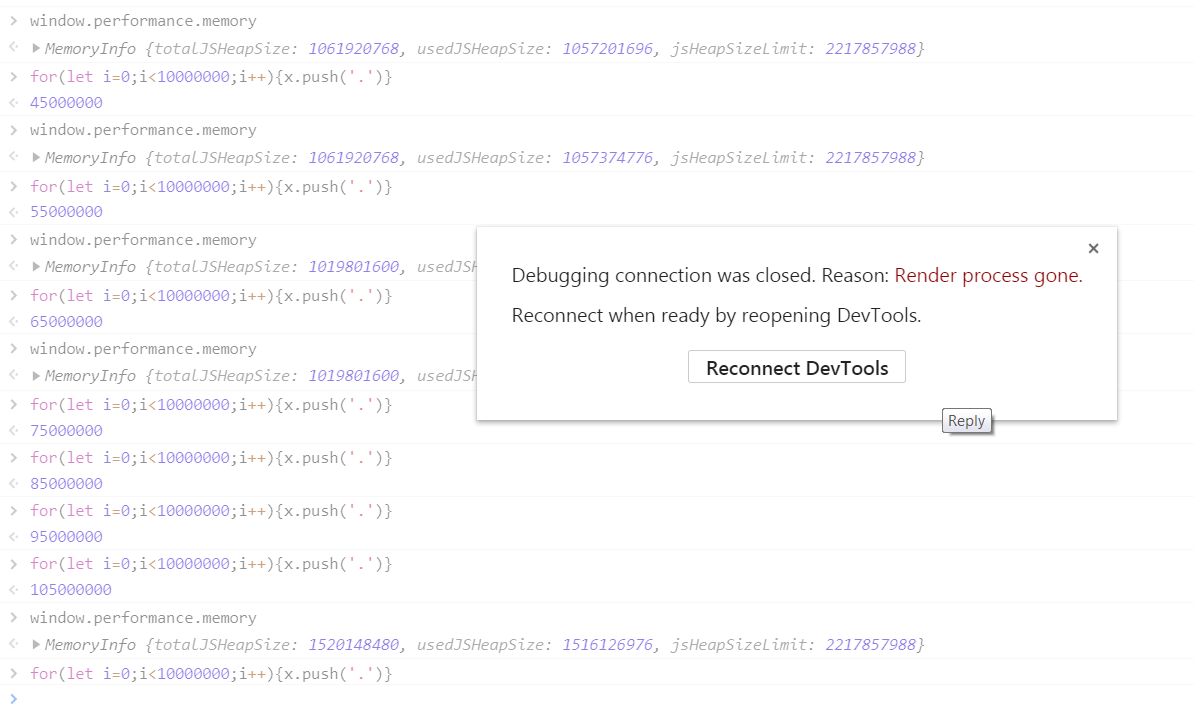 > window.performance.memory
<· ▶MemoryInfo {totalJSHeapSize: 1061920768, usedJSHeapSize: 1057201696, jsHeapSizeLimit: 2217857988}
> for(let i=0;i<10000000;i++){x.push('.')}
<· 45000000
> window.performance.memory
<· ▶MemoryInfo {totalJSHeapSize: 1061920768, usedJSHeapSize: 1057374776, jsHeapSizeLimit: 2217857988}
> for(let i=0;i<10000000;i++){x.push('.')}
<· 55000000
> window.performance.memory
<· ▶MemoryInfo {totalJSHeapSize: 1019801600, usedJSH
> for(let i=0;i<10000000;i++){x.push('.')}
<· 65000000
> window.performance.memory
<· ▶MemoryInfo {totalJSHeapSize: 1019801600, usedJSH
> for(let i=0;i<10000000;i++){x.push('.')}
<· 75000000
> for(let i=0;i<10000000;i++){x.push('.')}
<· 85000000
> for(let i=0;i<10000000;i++){x.push('.')}
<· 95000000
> for(let i=0;i<10000000;i++){x.push('.')}
<· 105000000
> window.performance.memory
<· ▶MemoryInfo {totalJSHeapSize: 1520148480, usedJSHeapSize: 1516126976, jsHeapSizeLimit: 2217857988}
> for(let i=0;i<10000000;i++){x.push('.')}
>
×
Debugging connection was closed. Reason: Render process gone.
Reconnect when ready by reopening DevTools.
Reconnect DevTools
Reply